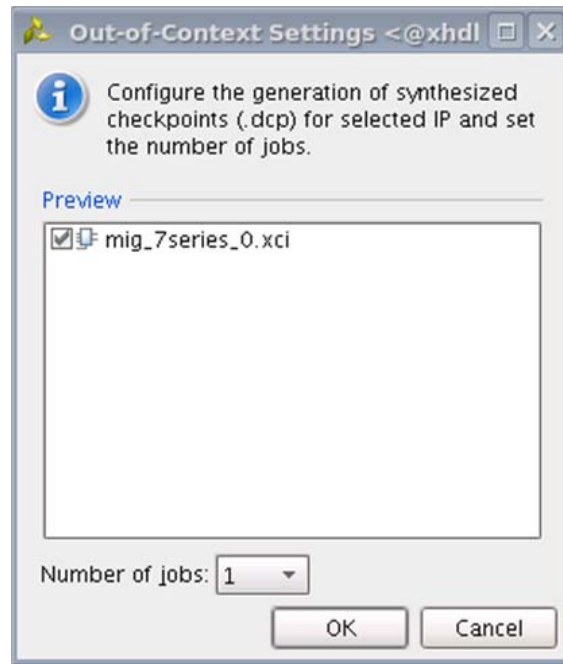 Out-of-Context Settings <@xhdl
Configure the generation of synthesized
checkpoints (.dcp) for selected IP and set
the number of jobs.
Preview
mig_7series_0.xci
Number of jobs: 1
OK Cancel